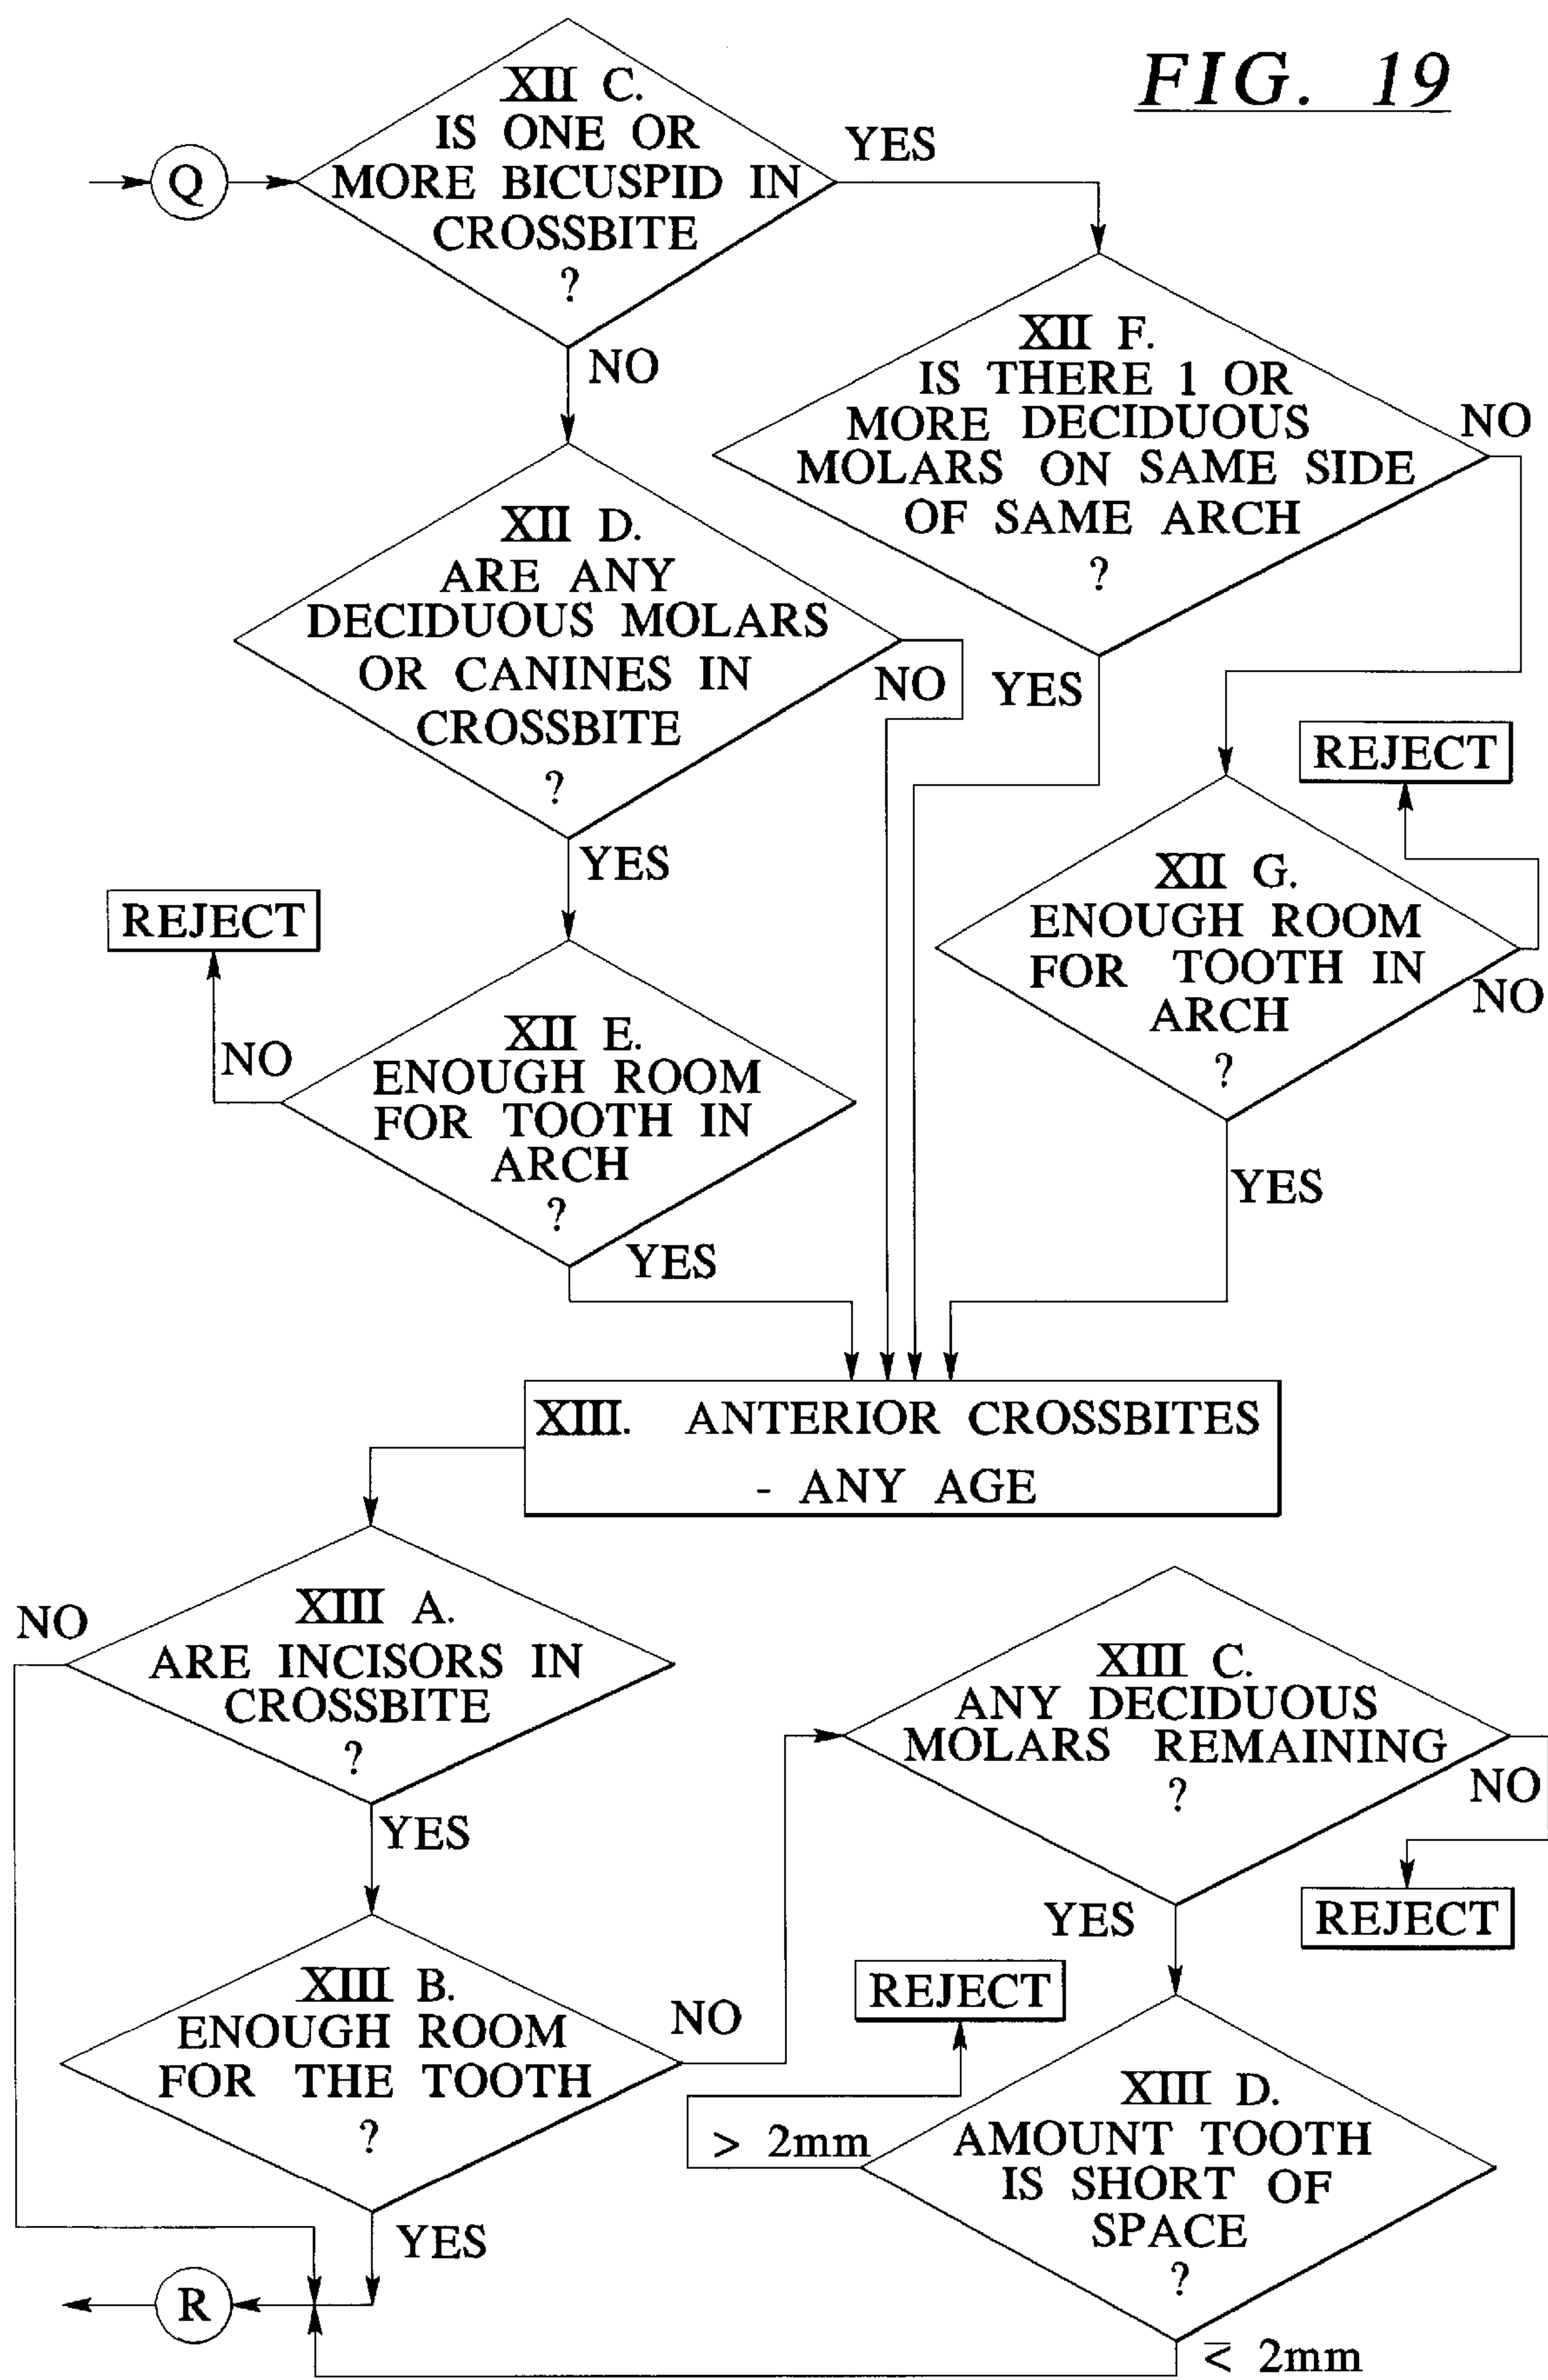 FIG. 19
Q
XII C.
IS ONE OR
MORE BICUSPID IN
CROSSBITE
?
YES
NO
XII F.
IS THERE 1 OR
MORE DECIDUOUS
MOLARS ON SAME SIDE
OF SAME ARCH
?
NO
YES
XII D.
ARE ANY
DECIDUOUS MOLARS
OR CANINES IN
CROSSBITE
?
NO
YES
REJECT
XII G.
ENOUGH ROOM
FOR TOOTH IN
ARCH
?
NO
YES
REJECT
XII E.
ENOUGH ROOM
FOR TOOTH IN
ARCH
?
NO
YES
XIII. ANTERIOR CROSSBITES
- ANY AGE
XIII A.
ARE INCISORS IN
CROSSBITE
?
NO
YES
XIII C.
ANY DECIDUOUS
MOLARS REMAINING
?
NO
YES
REJECT
XIII B.
ENOUGH ROOM
FOR THE TOOTH
?
NO
YES
REJECT
XIII D.
AMOUNT TOOTH
IS SHORT OF
SPACE
?
> 2mm
≤ 2mm
R